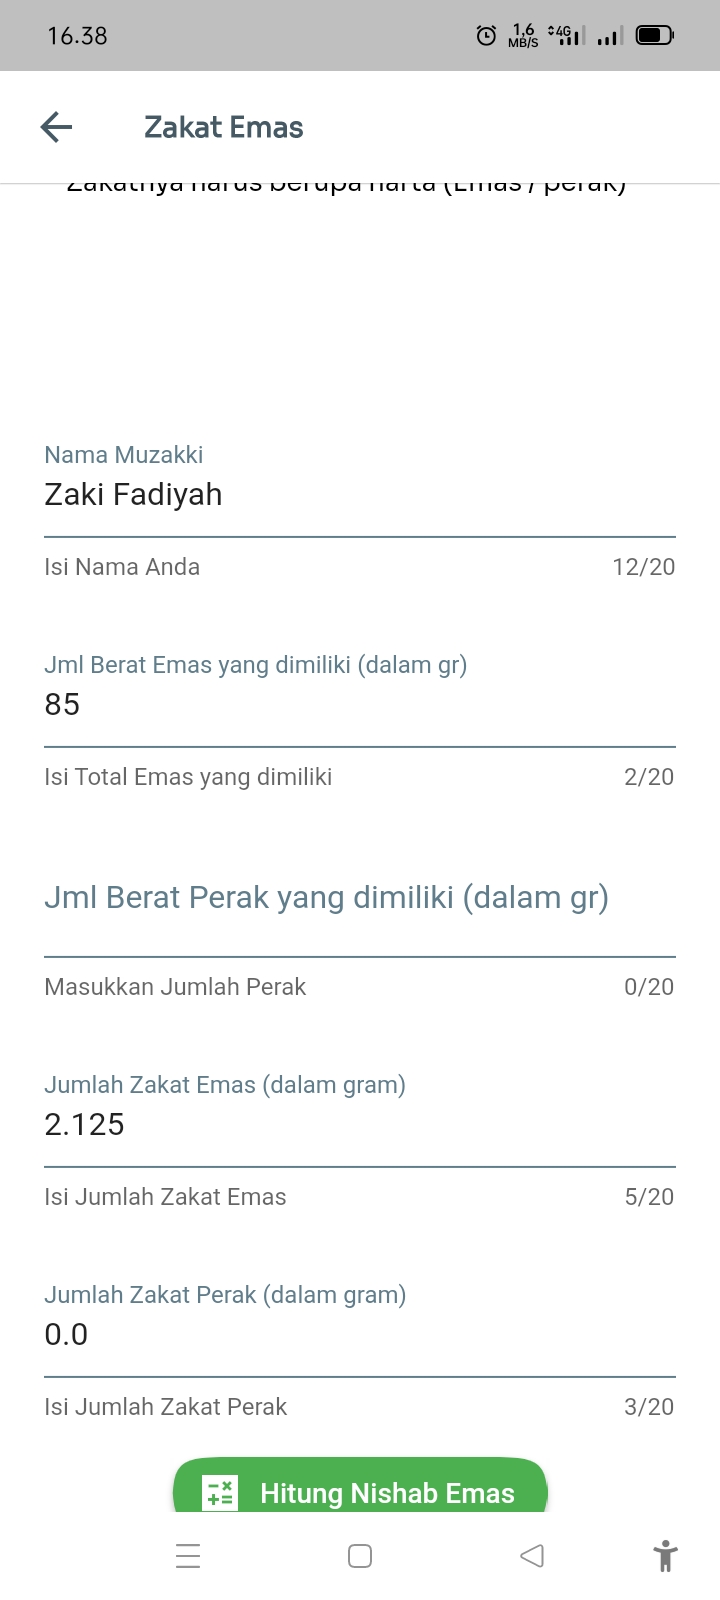 16.38
1,6
MB/S
4G
Zakat Emas
Zakatnya harus berupa harta (Emas / perak)
Nama Muzakki
Zaki Fadiyah
Isi Nama Anda 12/20
Jml Berat Emas yang dimiliki (dalam gr)
85
Isi Total Emas yang dimiliki 2/20
Jml Berat Perak yang dimiliki (dalam gr)
Masukkan Jumlah Perak 0/20
Jumlah Zakat Emas (dalam gram)
2.125
Isi Jumlah Zakat Emas 5/20
Jumlah Zakat Perak (dalam gram)
0.0
Isi Jumlah Zakat Perak 3/20
Hitung Nishab Emas